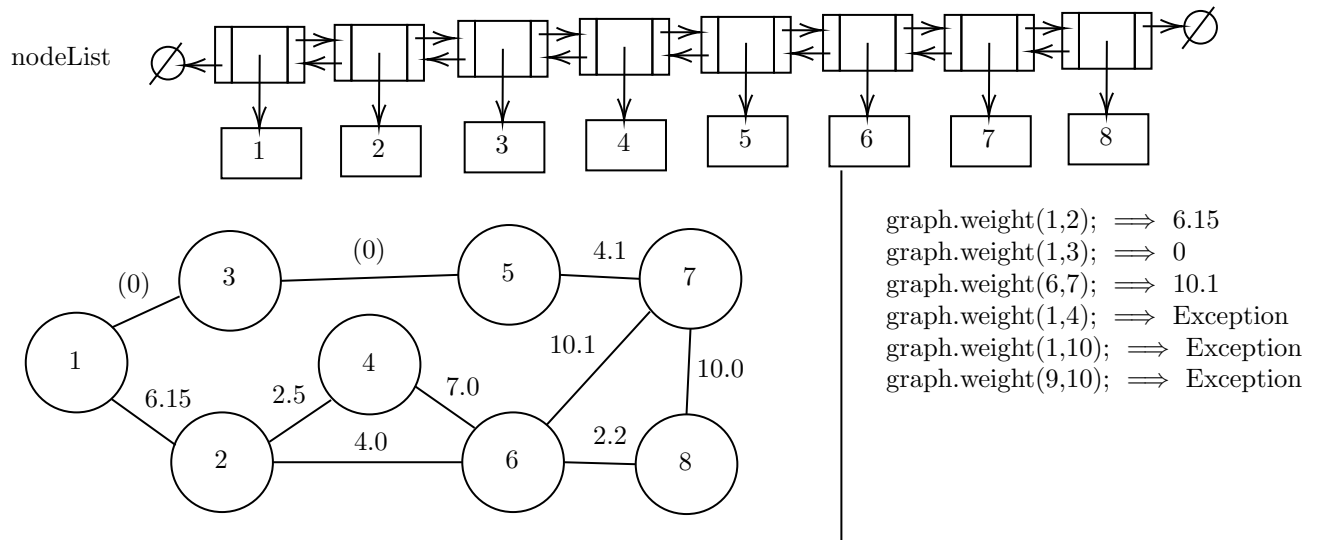 nodeList
1 2 3 4 5 6 7 8
graph.weight(1,2); ⟹ 6.15
graph.weight(1,3); ⟹ 0
graph.weight(6,7); ⟹ 10.1
graph.weight(1,4); ⟹ Exception
graph.weight(1,10); ⟹ Exception
graph.weight(9,10); ⟹ Exception
(0) (0) 4.1
3 5 7
1 4 10.1 10.0
6.15 2.5 7.0
2 4.0 6 2.2 8